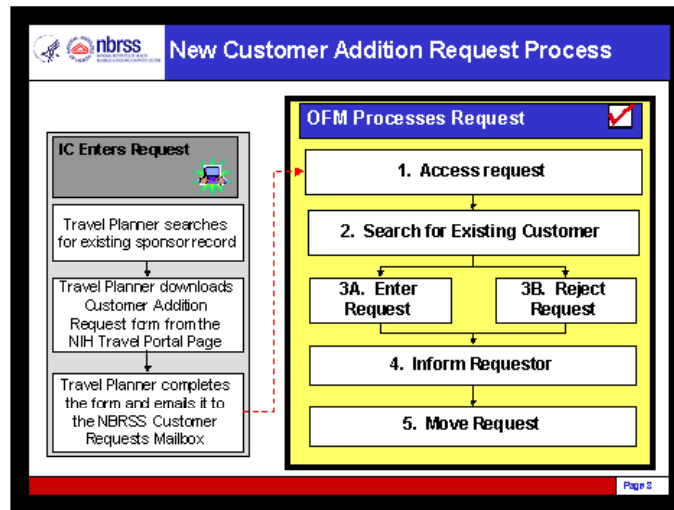 nbrss
New Customer Addition Request Process
IC Enters Request
Travel Planner searches
for existing sponsor record
Travel Planner downloads
Customer Addition
Request form from the
NIH Travel Portal Page
Travel Planner completes
the form and emails it to
the NBRSS Customer
Requests Mailbox
OFM Processes Request
1. Access request
2. Search for Existing Customer
3A. Enter
Request
3B. Reject
Request
4. Inform Requestor
5. Move Request
Page 2